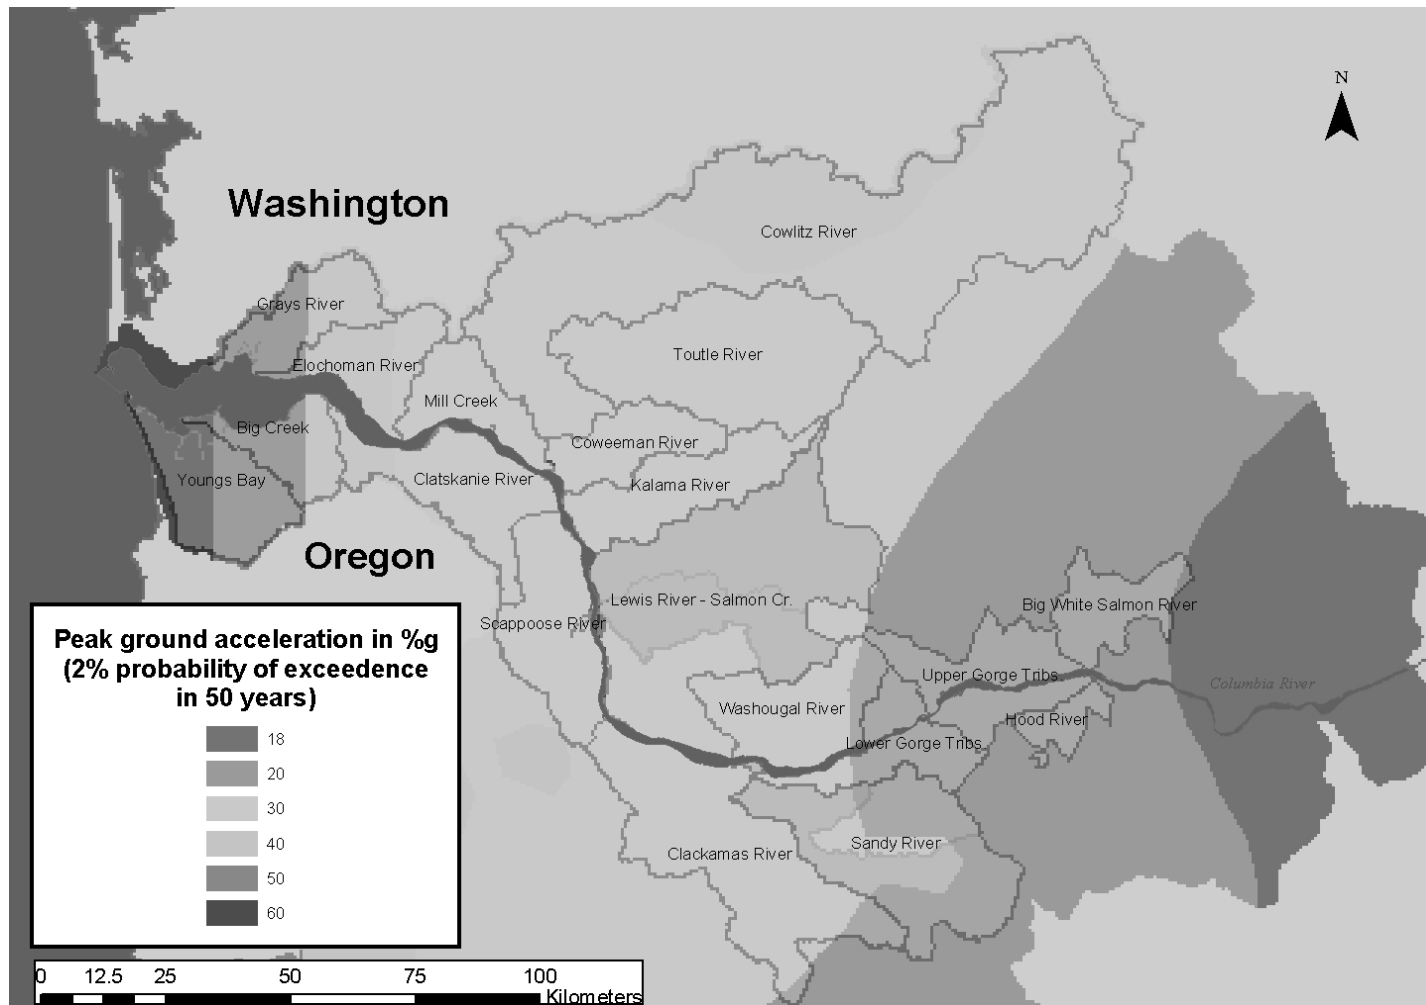 N
Washington
Cowlitz River
Grays River
Toutle River
Elochoman River
Mill Creek
Big Creek
Coweeman River
Clatskanie River
Youngs Bay
Kalama River
Oregon
Lewis River - Salmon Cr.
Big White Salmon River
Scappoose River
Upper Gorge Tribs.
Columbia River
Washougal River
Hood River
Lower Gorge Tribs.
Sandy River
Clackamas River
Peak ground acceleration in %g
(2% probability of exceedence
in 50 years)
18
20
30
40
50
60
0 12.5 25 50 75 100
Kilometers